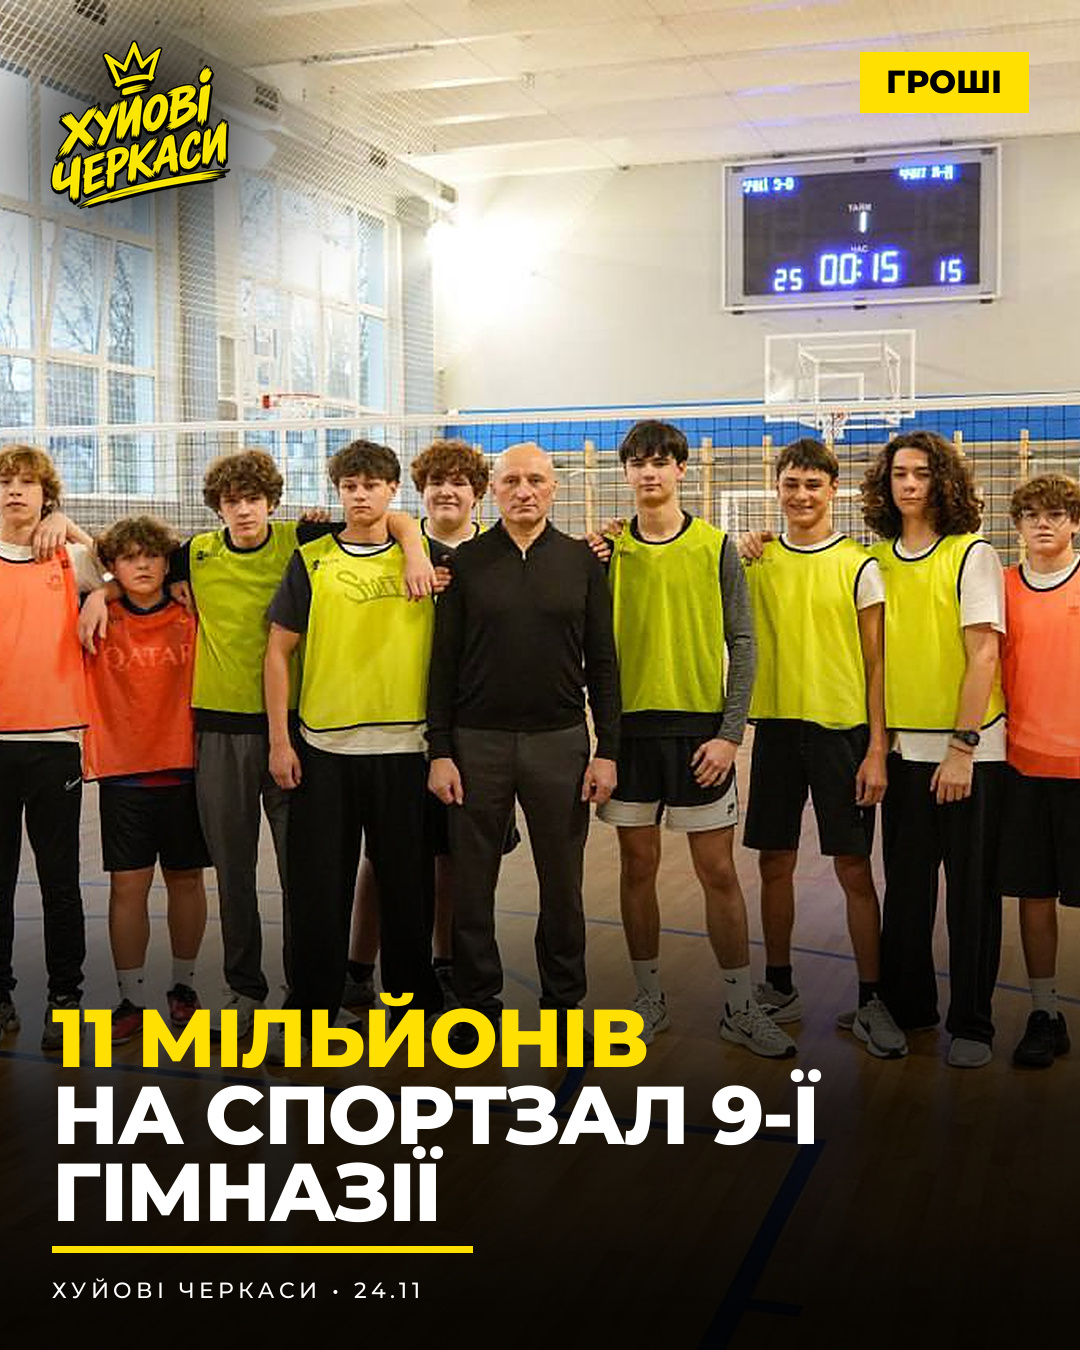 ХУЙОВІ
ЧЕРКАСИ
ГРОШІ
ТАЙМ
1
ЧАС
25 00:15 15
Staff
QATAR
11 МІЛЬЙОНІВ
НА СПОРТЗАЛ 9-Ї
ГІМНАЗІЇ
ХУЙОВІ ЧЕРКАСИ • 24.11